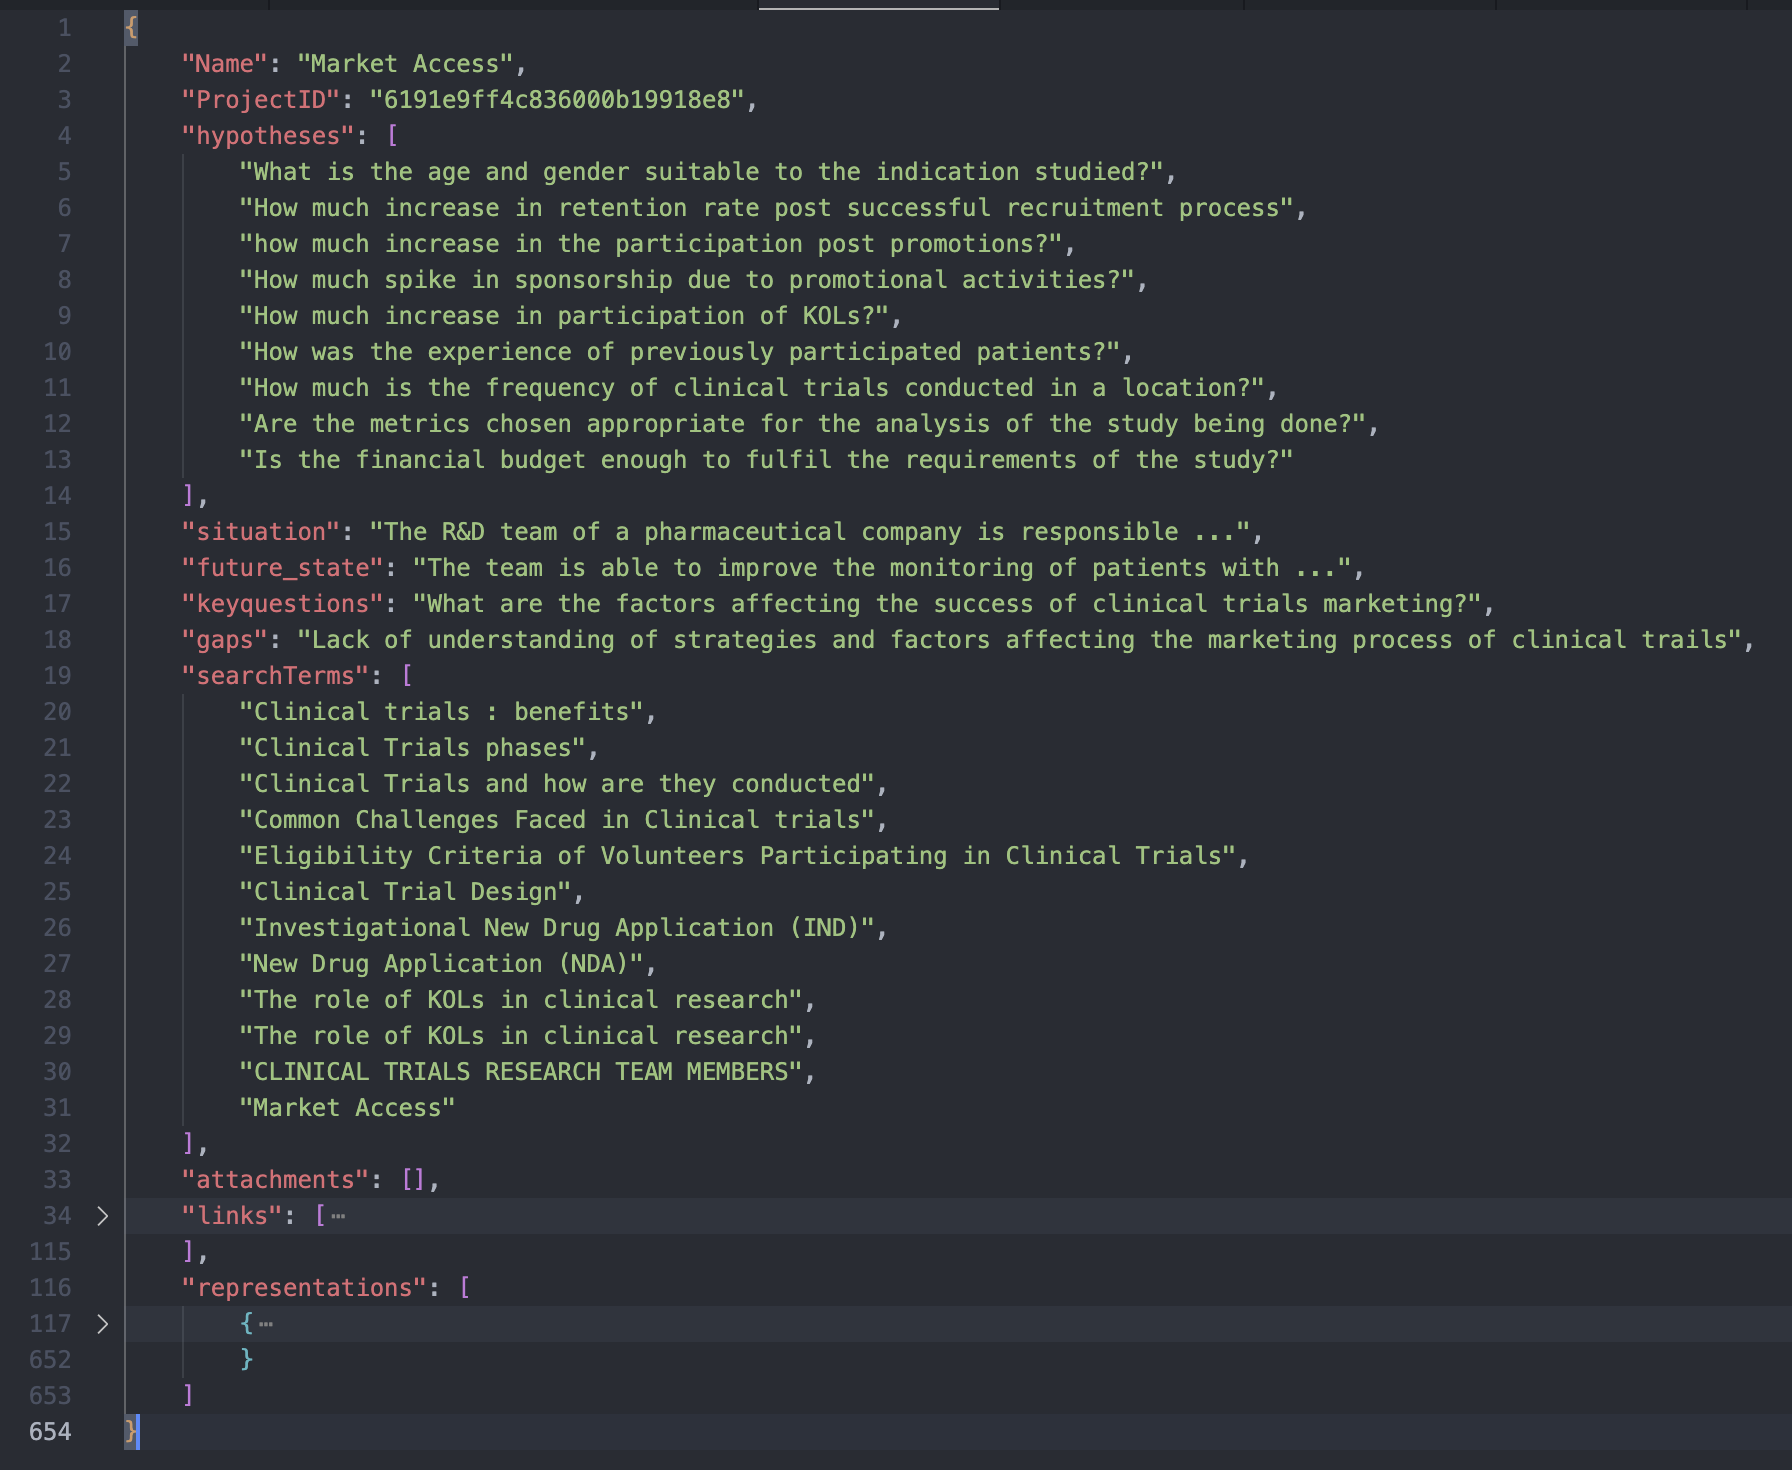 1 {
2 "Name": "Market Access",
3 "ProjectID": "6191e9ff4c836000b19918e8",
4 "hypotheses": [
5 "What is the age and gender suitable to the indication studied?",
6 "How much increase in retention rate post successful recruitment process",
7 "how much increase in the participation post promotions?",
8 "How much spike in sponsorship due to promotional activities?",
9 "How much increase in participation of KOLs?",
10 "How was the experience of previously participated patients?",
11 "How much is the frequency of clinical trials conducted in a location?",
12 "Are the metrics chosen appropriate for the analysis of the study being done?",
13 "Is the financial budget enough to fulfil the requirements of the study?"
14 ],
15 "situation": "The R&D team of a pharmaceutical company is responsible ...",
16 "future_state": "The team is able to improve the monitoring of patients with ...",
17 "keyquestions": "What are the factors affecting the success of clinical trials marketing?",
18 "gaps": "Lack of understanding of strategies and factors affecting the marketing process of clinical trails",
19 "searchTerms": [
20 "Clinical trials : benefits",
21 "Clinical Trials phases",
22 "Clinical Trials and how are they conducted",
23 "Common Challenges Faced in Clinical trials",
24 "Eligibility Criteria of Volunteers Participating in Clinical Trials",
25 "Clinical Trial Design",
26 "Investigational New Drug Application (IND)",
27 "New Drug Application (NDA)",
28 "The role of KOLs in clinical research",
29 "The role of KOLs in clinical research",
30 "CLINICAL TRIALS RESEARCH TEAM MEMBERS",
31 "Market Access"
32 ],
33 "attachments": [],
34 "links": [⋯
115 ],
116 "representations": [
117 {⋯
652 }
653 ]
654 }